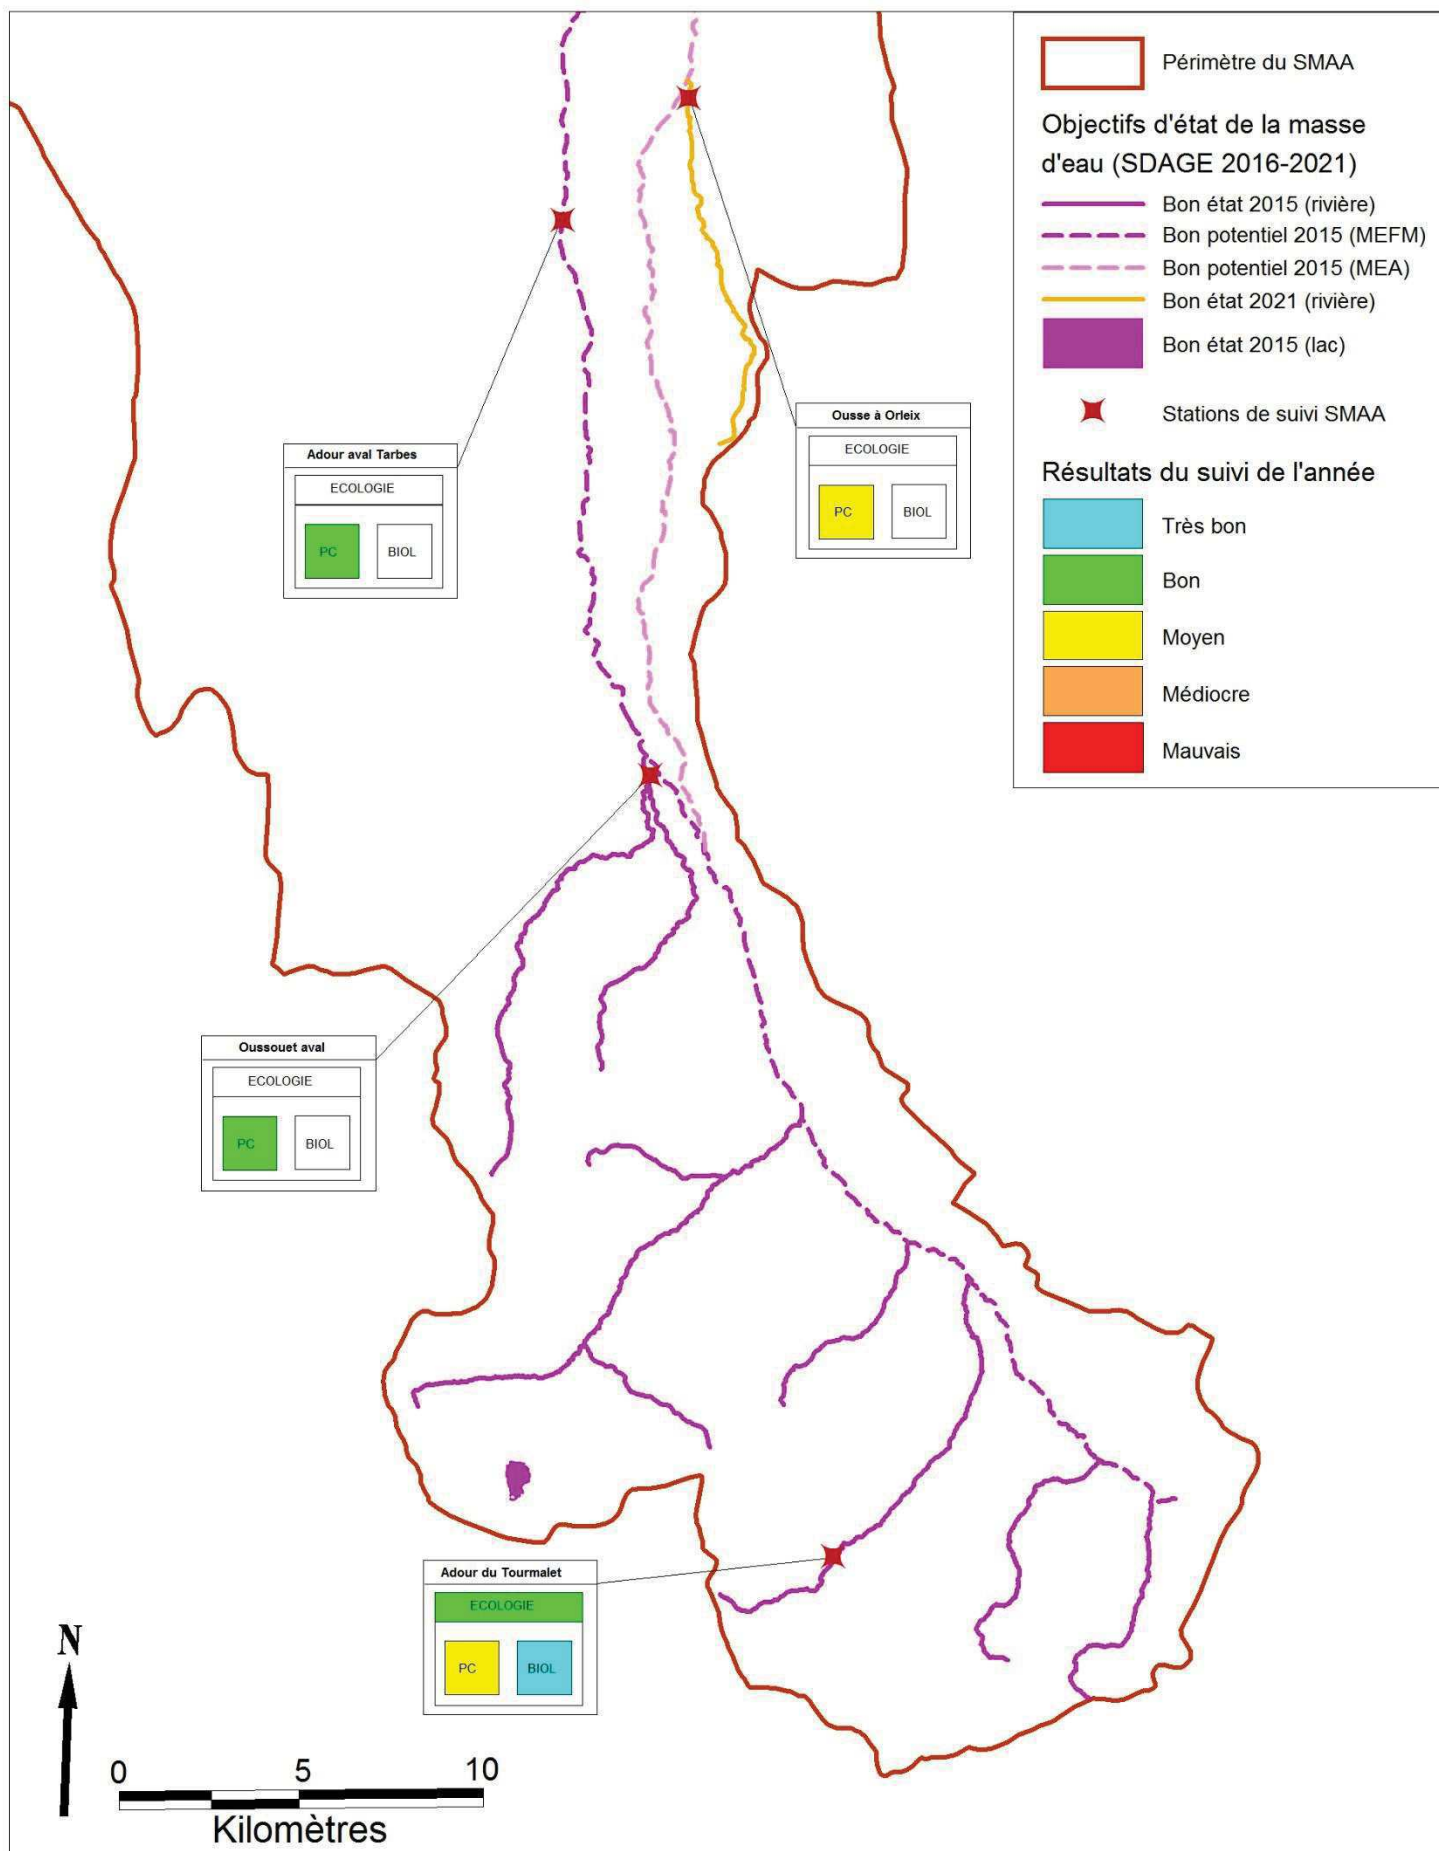 Périmètre du SMAA
Objectifs d'état de la masse
d'eau (SDAGE 2016-2021)
Bon état 2015 (rivière)
Bon potentiel 2015 (MEFM)
Bon potentiel 2015 (MEA)
Bon état 2021 (rivière)
Bon état 2015 (lac)
Stations de suivi SMAA
Résultats du suivi de l'année
Très bon
Bon
Moyen
Médiocre
Mauvais
Ousse à Orleix
ECOLOGIE
PC
BIOL
Adour aval Tarbes
ECOLOGIE
PC
BIOL
Oussouet aval
ECOLOGIE
PC
BIOL
Adour du Tourmalet
ECOLOGIE
PC
BIOL
N
0
5
10
Kilomètres